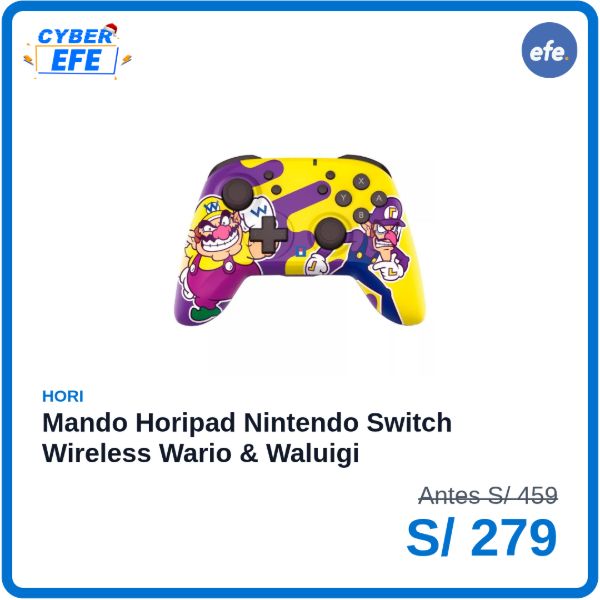 CYBER
EFE
efe.
X
Y
A
B
W
W
HORI
Mando Horipad Nintendo Switch
Wireless Wario & Waluigi
Antes S/ 459
S/ 279